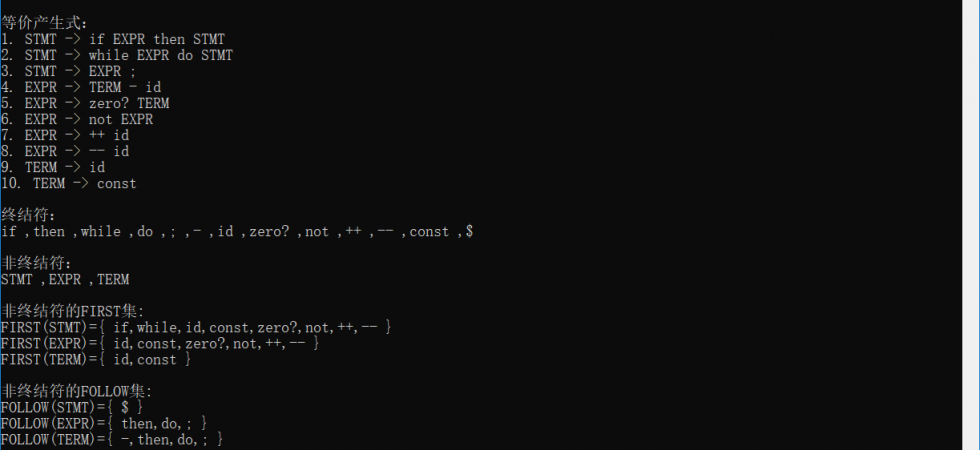 等价产生式:
1. STMT -> if EXPR then STMT
2. STMT -> while EXPR do STMT
3. STMT -> EXPR ;
4. EXPR -> TERM - id
5. EXPR -> zero? TERM
6. EXPR -> not EXPR
7. EXPR -> ++ id
8. EXPR -> -- id
9. TERM -> id
10. TERM -> const
终结符:
if ,then ,while ,do ,; ,- ,id ,zero? ,not ,++ ,-- ,const ,$
非终结符:
STMT ,EXPR ,TERM
非终结符的FIRST集:
FIRST(STMT)={ if,while,id,const,zero?,not,++,-- }
FIRST(EXPR)={ id,const,zero?,not,++,-- }
FIRST(TERM)={ id,const }
非终结符的FOLLOW集:
FOLLOW(STMT)={ $ }
FOLLOW(EXPR)={ then,do,; }
FOLLOW(TERM)={ -,then,do,; }